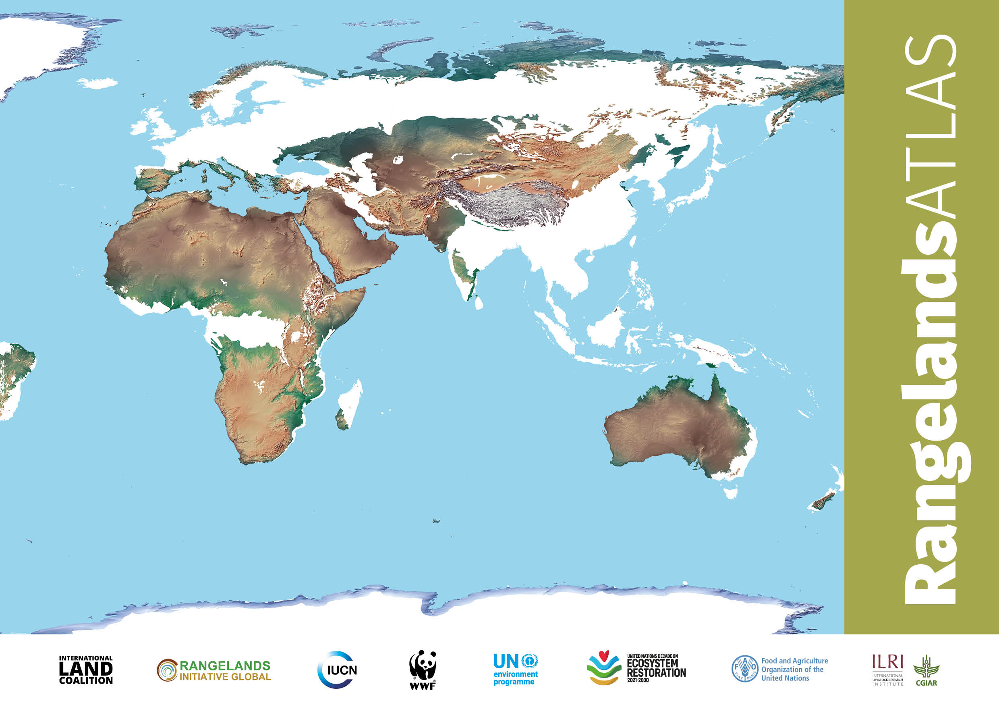 RangelandsATLAS
INTERNATIONAL
LAND
COALITION
RANGELANDS
INITIATIVE GLOBAL
IUCN
®
WWF
®
UN
environment
programme
UNITED NATIONS DECADE ON
ECOSYSTEM
RESTORATION
2021-2030
F A O
FIAT PANIS
Food and Agriculture
Organization of the
United Nations
ILRI
INTERNATIONAL
LIVESTOCK RESEARCH
INSTITUTE
CGIAR